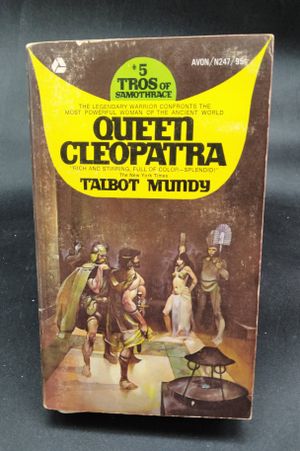 AVON/N247/95¢
#5
TROS OF
SAMOTHRACE
THE LEGENDARY WARRIOR CONFRONTS THE
MOST POWERFUL WOMAN OF THE ANCIENT WORLD
QUEEN
CLEOPATRA
"RICH AND STIRRING, FULL OF COLOR—SPLENDID!"
The New York Times
TALBOT MUNDY